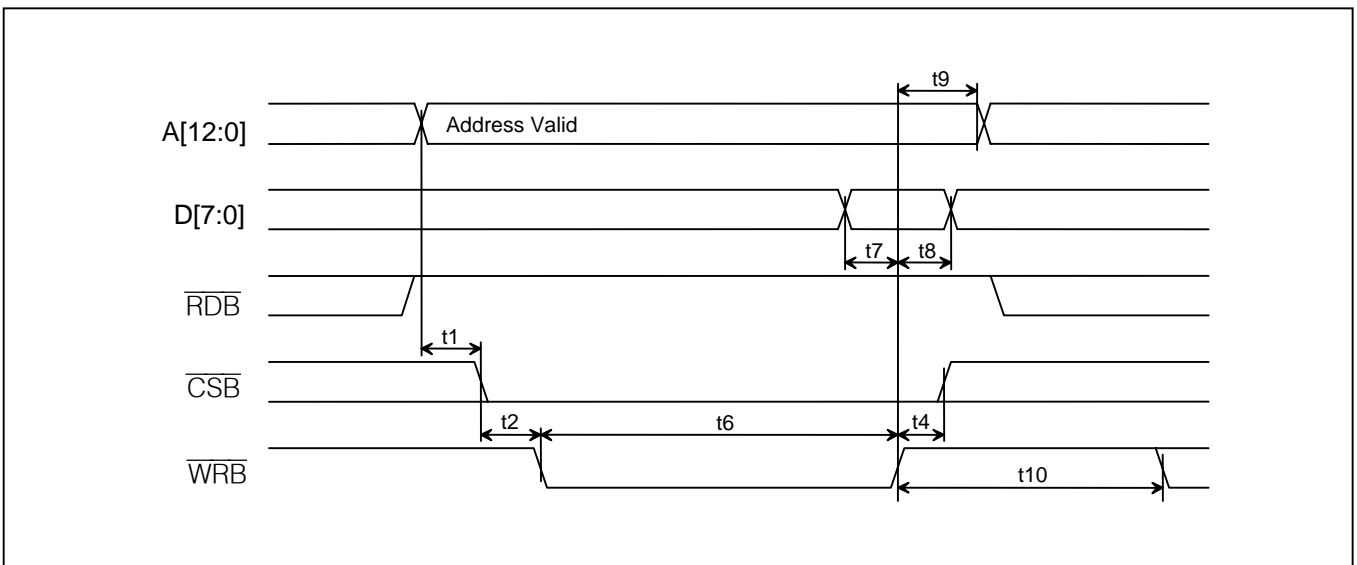 t9
A[12:0]
Address Valid
D[7:0]
t7
t8
RDB
t1
CSB
t2
t6
t4
WRB
t10